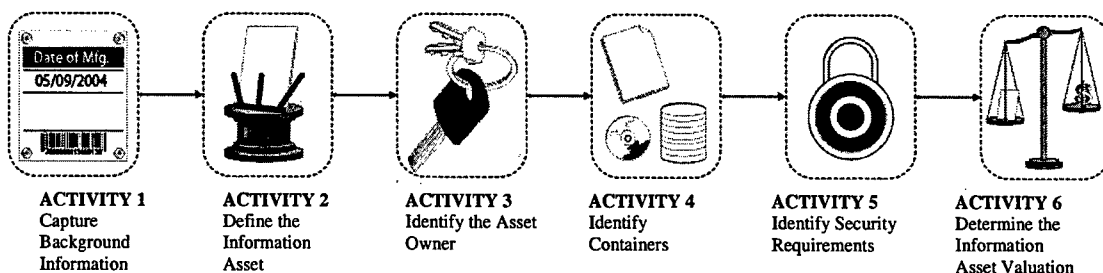 Date of Mfg.
05/09/2004
$
ACTIVITY 1
Capture
Background
Information
ACTIVITY 2
Define the
Information
Asset
ACTIVITY 3
Identify the Asset
Owner
ACTIVITY 4
Identify
Containers
ACTIVITY 5
Identify Security
Requirements
ACTIVITY 6
Determine the
Information
Asset Valuation